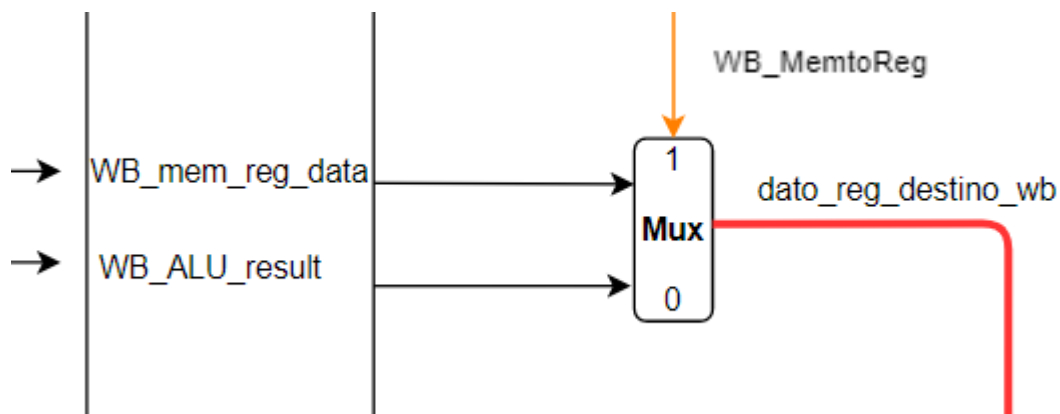 WB_MemtoReg
WB_mem_reg_data
1
dato_reg_destino_wb
Mux
WB_ALU_result
0